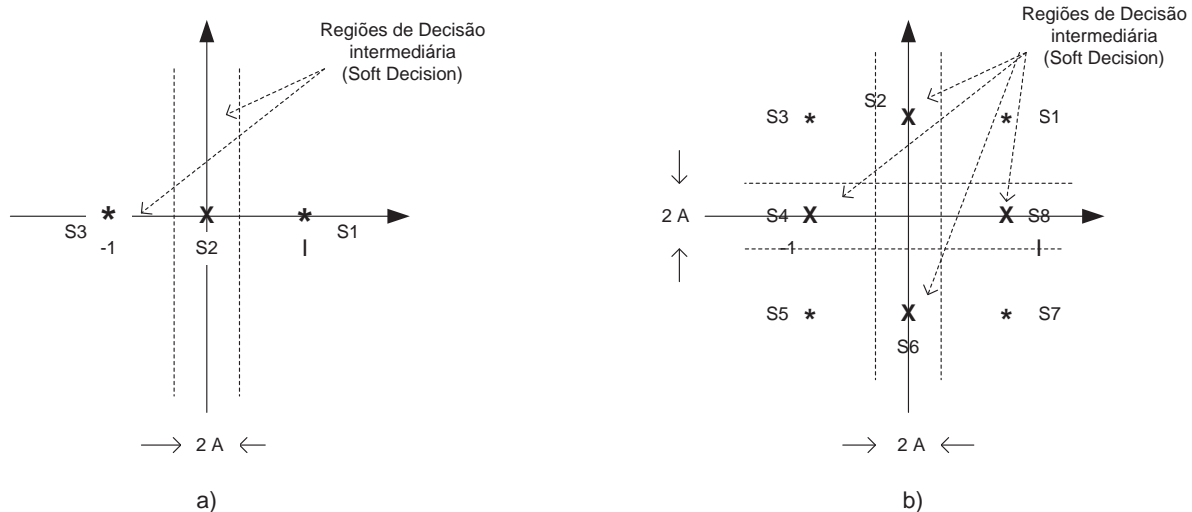 Regiões de Decisão
intermediária
(Soft Decision)
S3
-1
X
S2
S1
2 A
a)
Regiões de Decisão
intermediária
(Soft Decision)
S3
S2
X
S1
2 A
S4
X
-1
X
S8
S5
X
S6
S7
2 A
b)